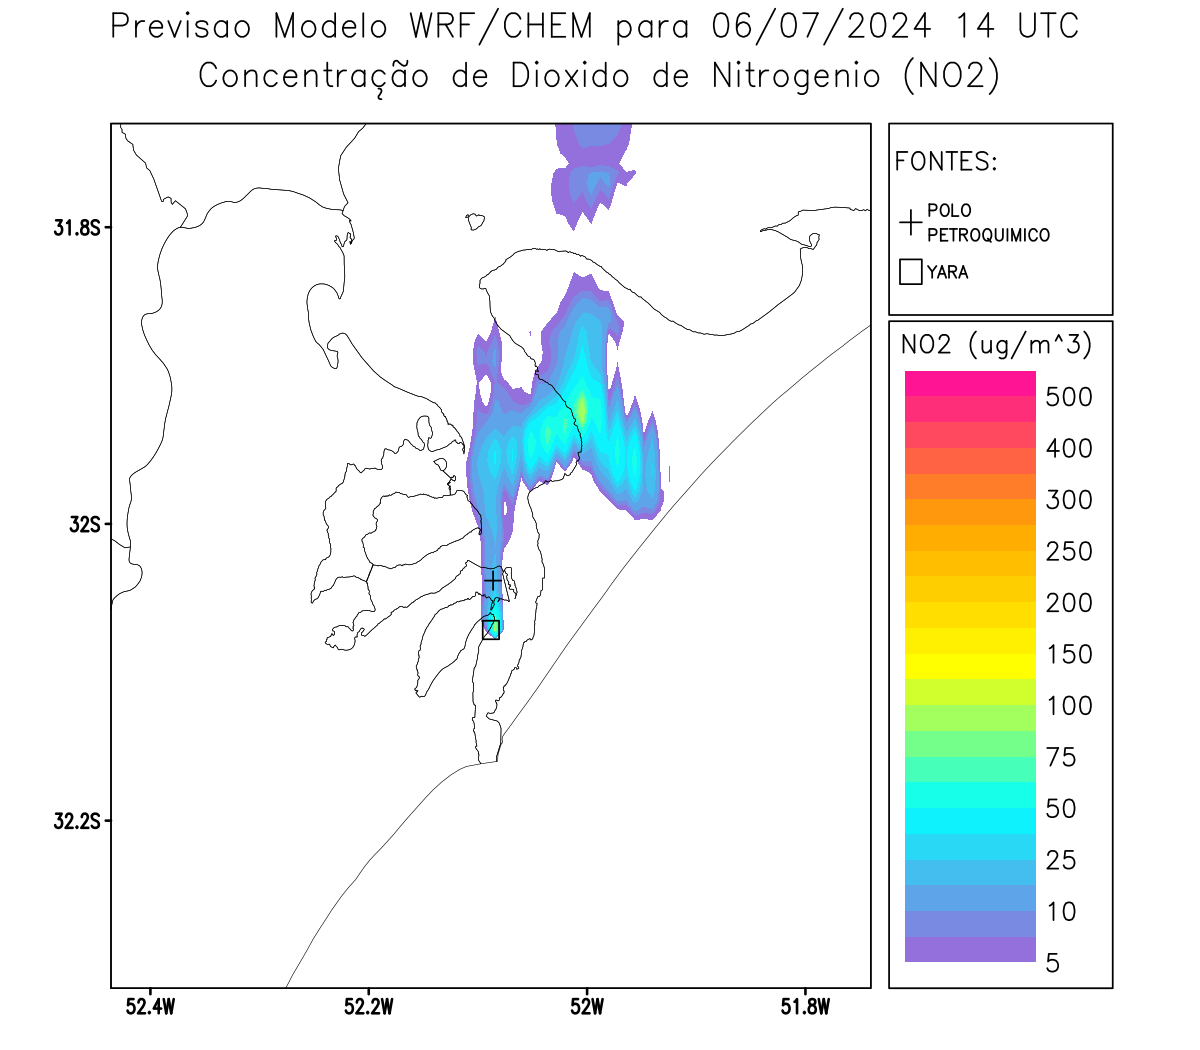 Previsao Modelo WRF/CHEM para 06/07/2024 14 UTC
Concentração de Dioxido de Nitrogenio (NO2)
FONTES:
POLO
PETROQUIMICO
YARA
NO2 (ug/m^3)
500
400
300
250
200
150
100
75
50
25
10
5
31.8S
32S
32.2S
52.4W
52.2W
52W
51.8W